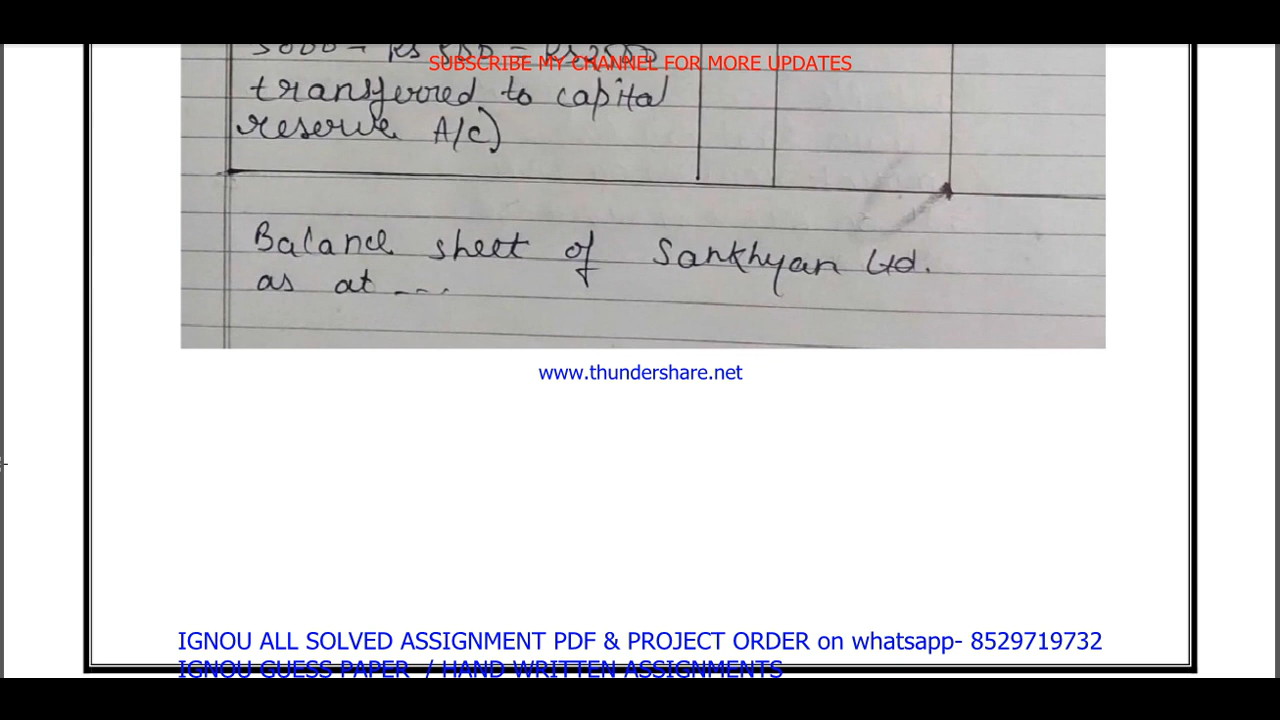 SUBSCRIBE MY CHANNEL FOR MORE UPDATES
transferred to capital
reserve A/C)
Balance sheet of Sankhyan Ltd.
as at ---
www.thundershare.net
IGNOU ALL SOLVED ASSIGNMENT PDF & PROJECT ORDER on whatsapp- 8529719732
IGNOU GUESS PAPER / HAND WRITTEN ASSIGNMENTS